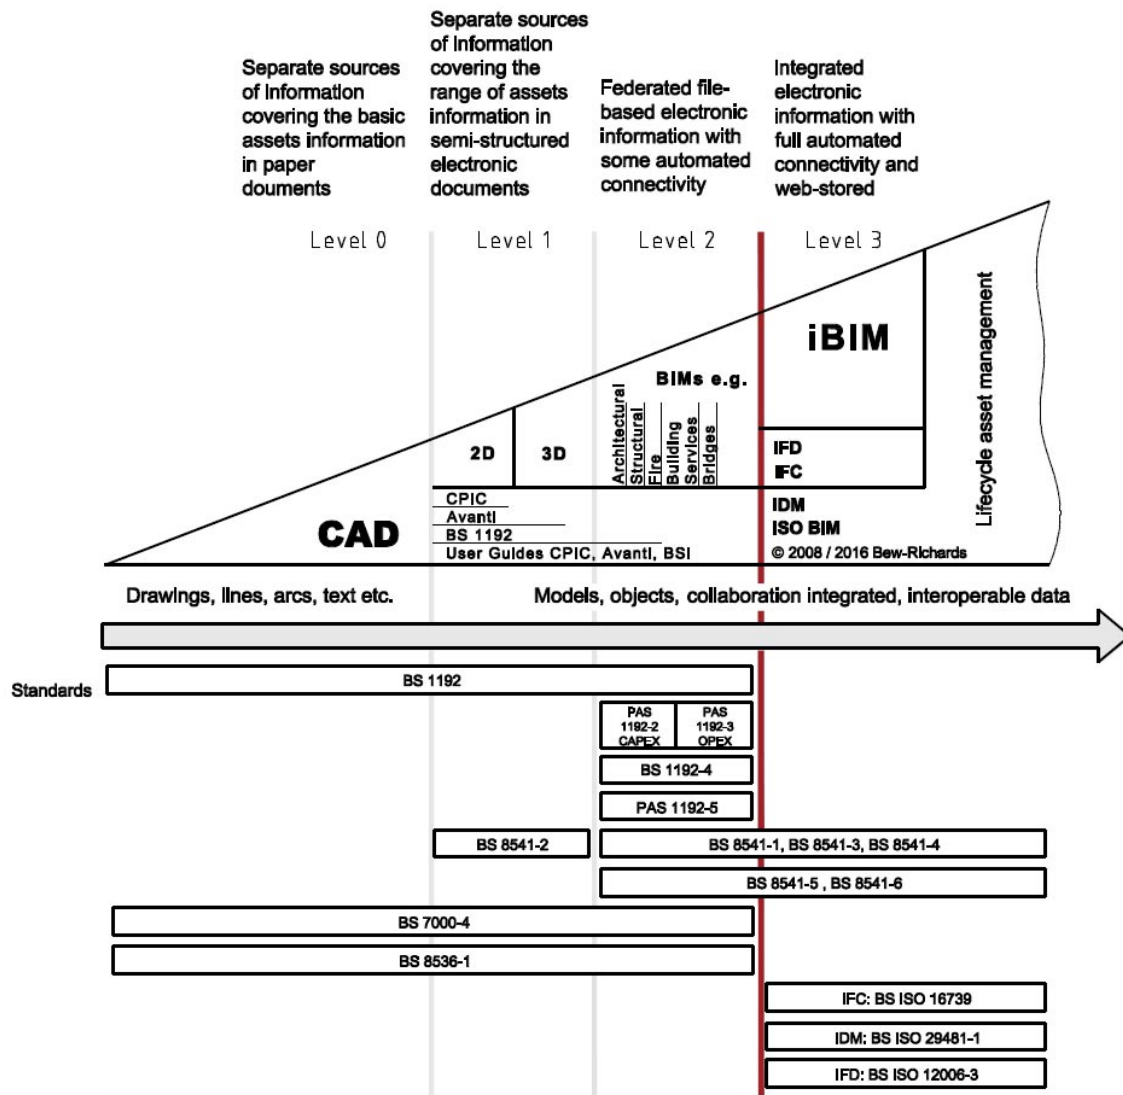 Separate sources
of Information
covering the basic
assets information
in paper
douments
Separate sources
of Information
covering the
range of assets
information in
semi-structured
electronic
documents
Federated file-
based electronic
information with
some automated
connectivity
Integrated
electronic
information with
full automated
connectivity and
web-stored
Level 0
Level 1
Level 2
Level 3
iBIM
Lifecycle asset management
BIMs e.g.
Architectural
Structural
Fire
Building
Services
Bridges
2D
3D
IFD
IFC
CAD
CPIC
Avanti
BS 1192
User Guides CPIC, Avanti, BSI
IDM
ISO BIM
© 2008 / 2016 Bew-Richards
Drawings, lines, arcs, text etc.
Models, objects, collaboration integrated, interoperable data
Standards
BS 1192
PAS
1192-2
CAPEX
PAS
1192-3
OPEX
BS 1192-4
PAS 1192-5
BS 8541-2
BS 8541-1, BS 8541-3, BS 8541-4
BS 8541-5 , BS 8541-6
BS 7000-4
BS 8536-1
IFC: BS ISO 16739
IDM: BS ISO 29481-1
IFD: BS ISO 12006-3